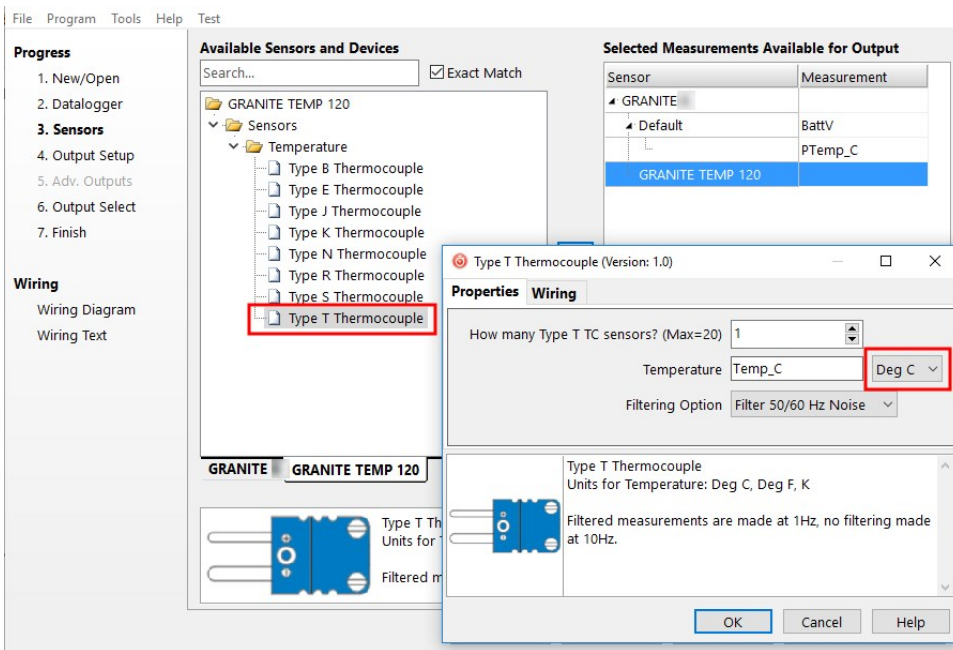 File Program Tools Help Test
Progress
1. New/Open
2. Datalogger
3. Sensors
4. Output Setup
5. Adv. Outputs
6. Output Select
7. Finish
Wiring
Wiring Diagram
Wiring Text
Available Sensors and Devices
Search...
Exact Match
GRANITE TEMP 120
Sensors
Temperature
Type B Thermocouple
Type E Thermocouple
Type J Thermocouple
Type K Thermocouple
Type N Thermocouple
Type R Thermocouple
Type S Thermocouple
Type T Thermocouple
GRANITE
GRANITE TEMP 120
Type T Th
Units for
Filtered m
Selected Measurements Available for Output
Sensor Measurement
GRANITE
Default BattV
PTemp_C
GRANITE TEMP 120
Type T Thermocouple (Version: 1.0)
Properties Wiring
How many Type T TC sensors? (Max=20) 1
Temperature Temp_C Deg C
Filtering Option Filter 50/60 Hz Noise
Type T Thermocouple
Units for Temperature: Deg C, Deg F, K
Filtered measurements are made at 1Hz, no filtering made
at 10Hz.
OK Cancel Help